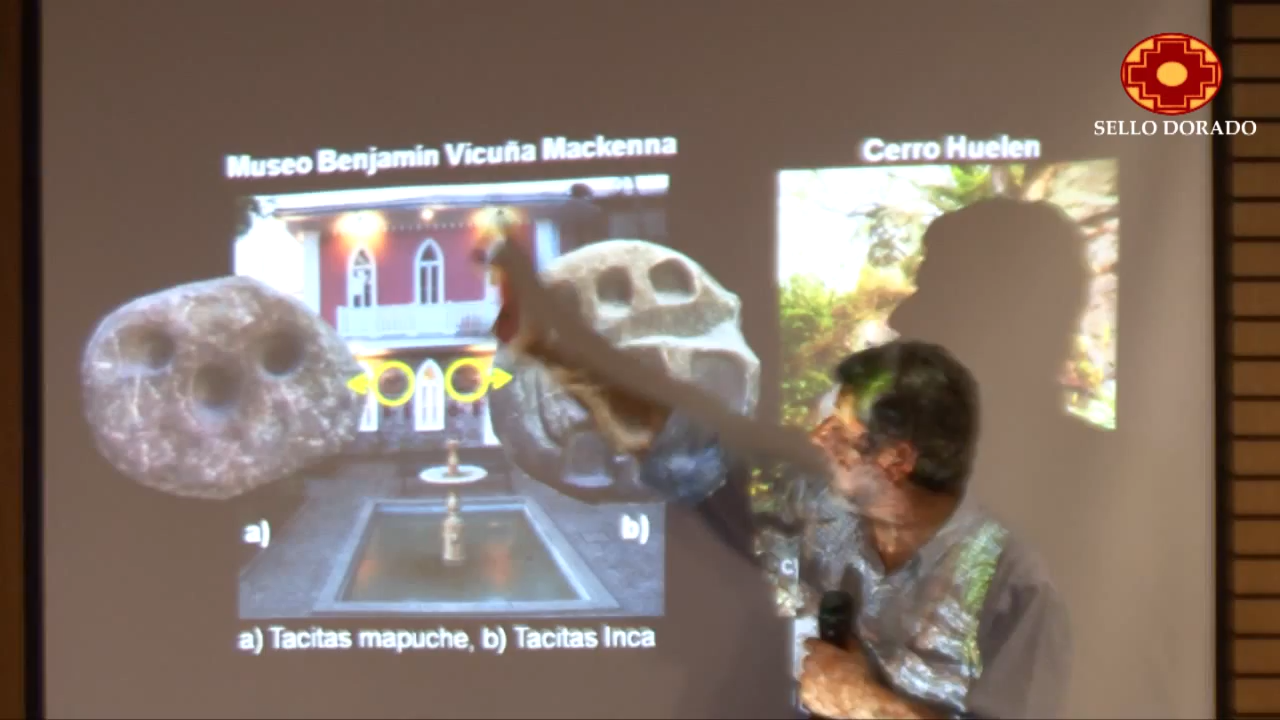 SELLO DORADO
Museo Benjamín Vicuña Mackenna
Cerro Huelen
a)
b)
c
a) Tacitas mapuche, b) Tacitas Inca